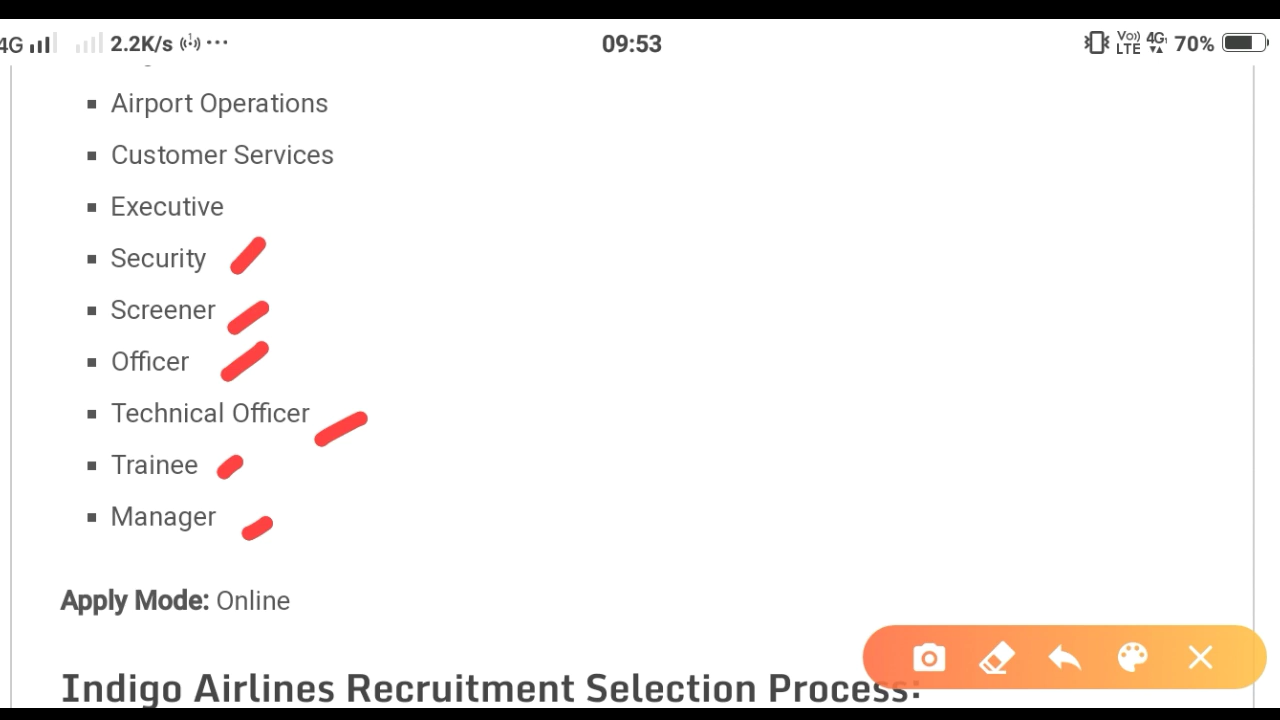 4G 2.2K/s ... 09:53 Vo)) LTE 4G 70%
Airport Operations
Customer Services
Executive
Security
Screener
Officer
Technical Officer
Trainee
Manager
Apply Mode: Online
Indigo Airlines Recruitment Selection Process: